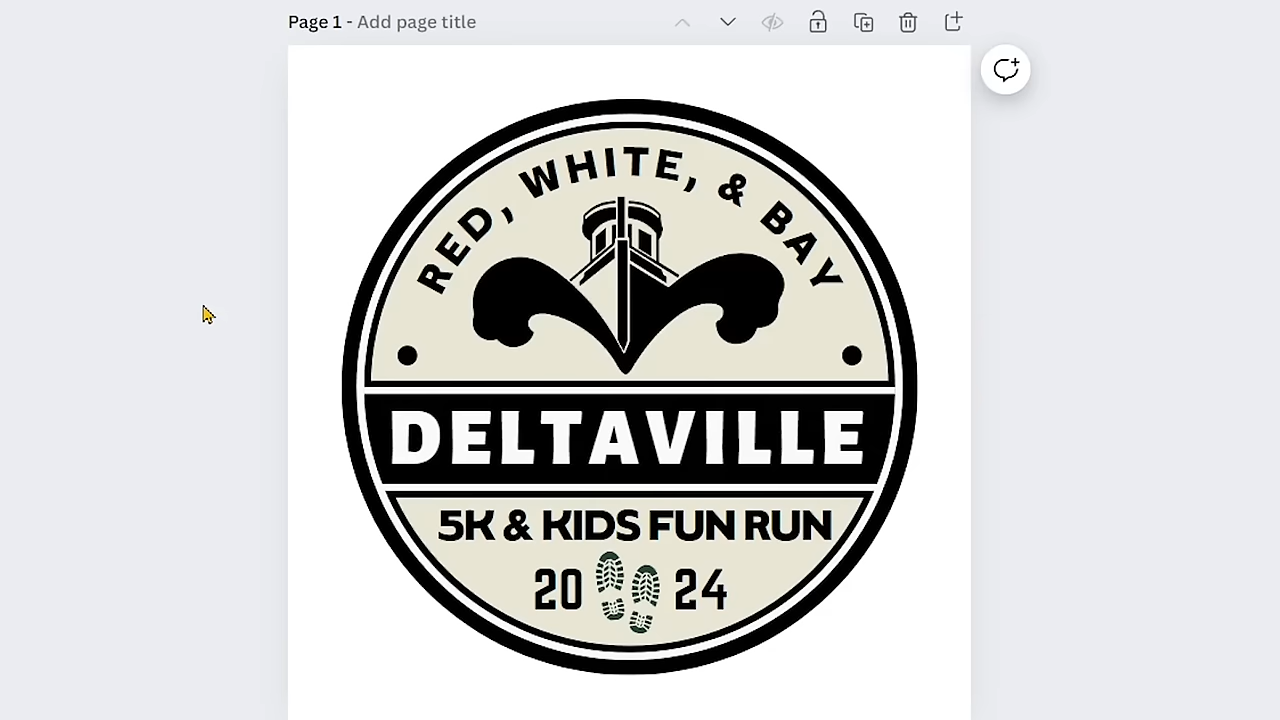 Page 1 - Add page title
RED, WHITE, & BAY
DELTAVILLE
5K & KIDS FUN RUN
20 24